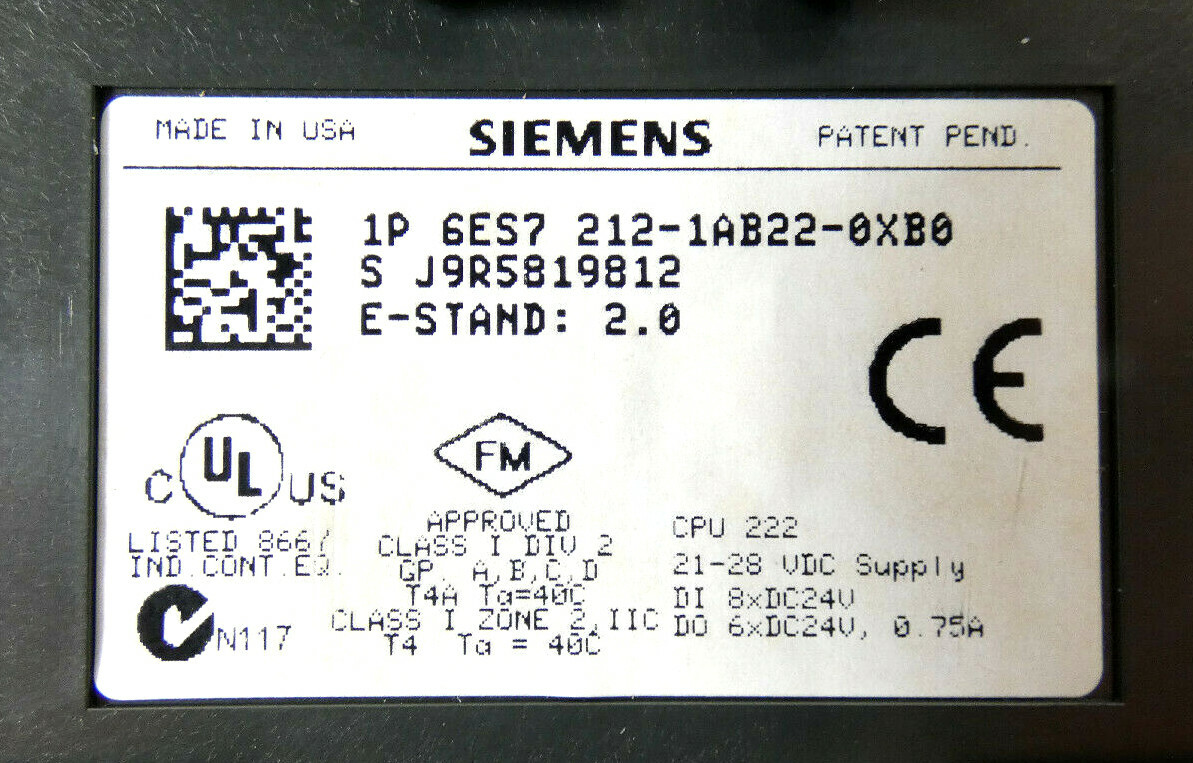 MADE IN USA
SIEMENS
PATENT PEND.
1P 6ES7 212-1AB22-0XB0
S J9R5819812
E-STAND: 2.0
CE
C UL US
LISTED 8667
IND.CONT.EQ.
N117
FM
APPROVED
CLASS I DIV 2
GP. A,B,C,D
T4A Ta=40C
CLASS I ZONE 2,IIC
T4 Ta = 40C
CPU 222
21-28 VDC Supply
DI 8xDC24V
DO 6xDC24V, 0.75A